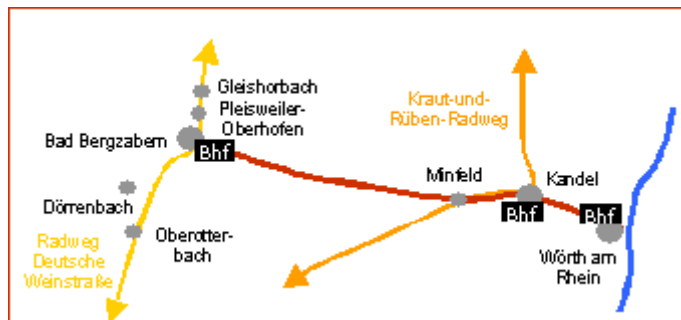 Gleishorbach
Pleisweiler-
Oberhofen
Bad Bergzabern
Bhf
Kraut-und-
Rüben-Radweg
Minfeld
Kandel
Bhf
Bhf
Dörrenbach
Oberotter-
bach
Radweg
Deutsche
Weinstraße
Wörth am
Rhein